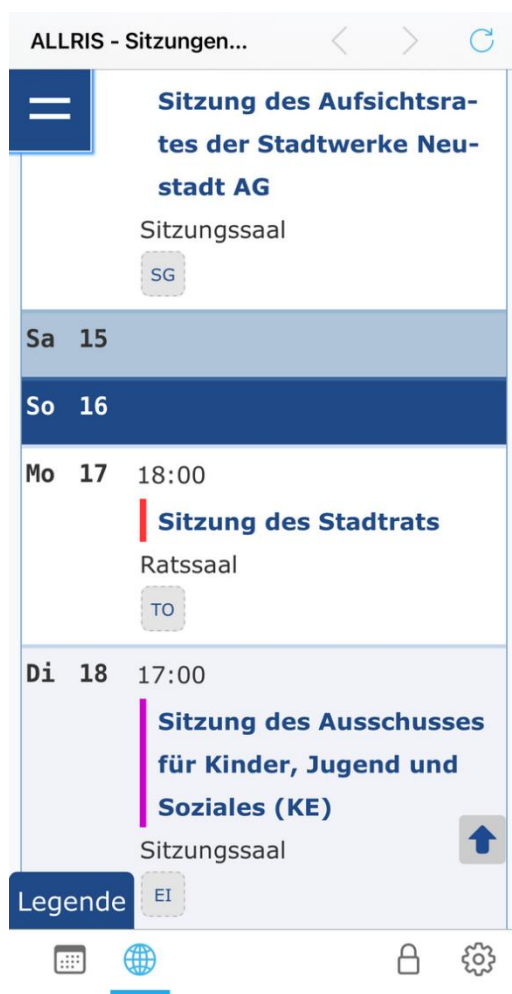 ALLRIS - Sitzungen...
Sitzung des Aufsichtsra-
tes der Stadtwerke Neu-
stadt AG
Sitzungssaal
SG
Sa 15
So 16
Mo 17 18:00
Sitzung des Stadtrats
Ratssaal
TO
Di 18 17:00
Sitzung des Ausschusses
für Kinder, Jugend und
Soziales (KE)
Sitzungssaal
EI
Legende